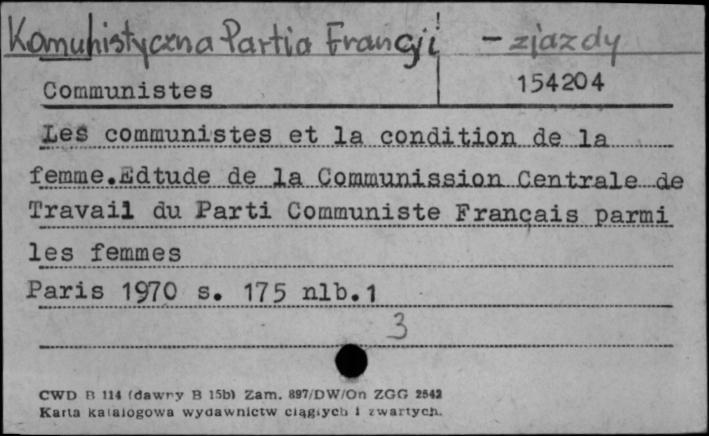 Komunistyczna Partia Francji - zjazdy
Communistes 154204
Les communistes et la condition de la
femme.Edtude de la Communission Centrale de
Travail du Parti Communiste Français parmi
les femmes
Paris 1970 s. 175 nlb.1
3
CWD B 114 (dawny B 15b) Zam. 897/DW/On ZGG 2542
Karta katalogowa wydawnictw ciągłych i zwartych.